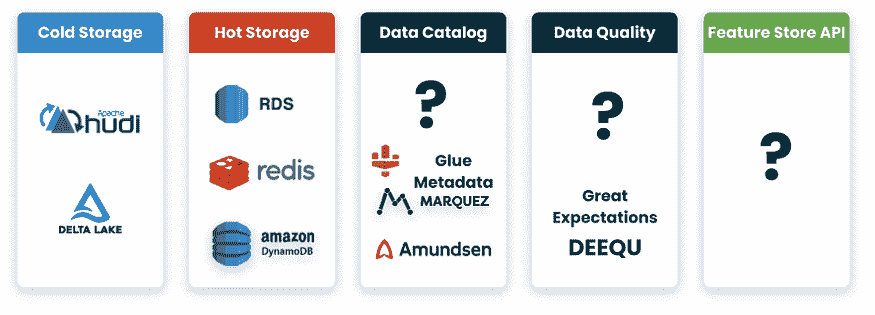 Cold Storage
Hot Storage
Data Catalog
Data Quality
Feature Store API
Apache
hudi
DELTA LAKE
RDS
redis
amazon
DynamoDB
?
Glue
Metadata
MARQUEZ
Amundsen
?
Great
Expectations
DEEQU
?